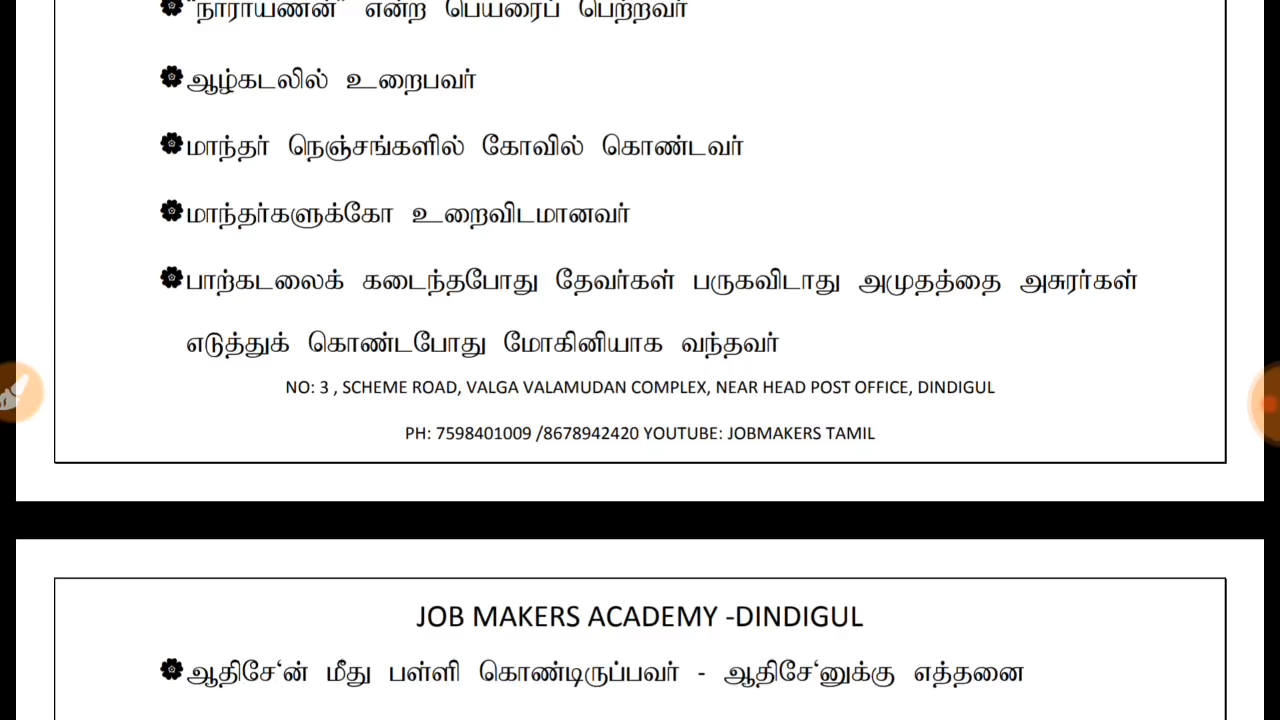 "நாராயணன்" என்ற பெயரைப் பெற்றவர்
ஆழ்கடலில் உறைபவர்
மாந்தர் நெஞ்சங்களில் கோவில் கொண்டவர்
மாந்தர்களுக்கோ உறைவிடமானவர்
பாற்கடலைக் கடைந்தபோது தேவர்கள் பருகவிடாது அமுதத்தை அசுரர்கள்
எடுத்துக் கொண்டபோது மோகினியாக வந்தவர்
NO: 3 , SCHEME ROAD, VALGA VALAMUDAN COMPLEX, NEAR HEAD POST OFFICE, DINDIGUL
PH: 7598401009 /8678942420 YOUTUBE: JOBMAKERS TAMIL
JOB MAKERS ACADEMY -DINDIGUL
ஆதிசே‘ன் மீது பள்ளி கொண்டிருப்பவர் - ஆதிசே‘னுக்கு எத்தனை